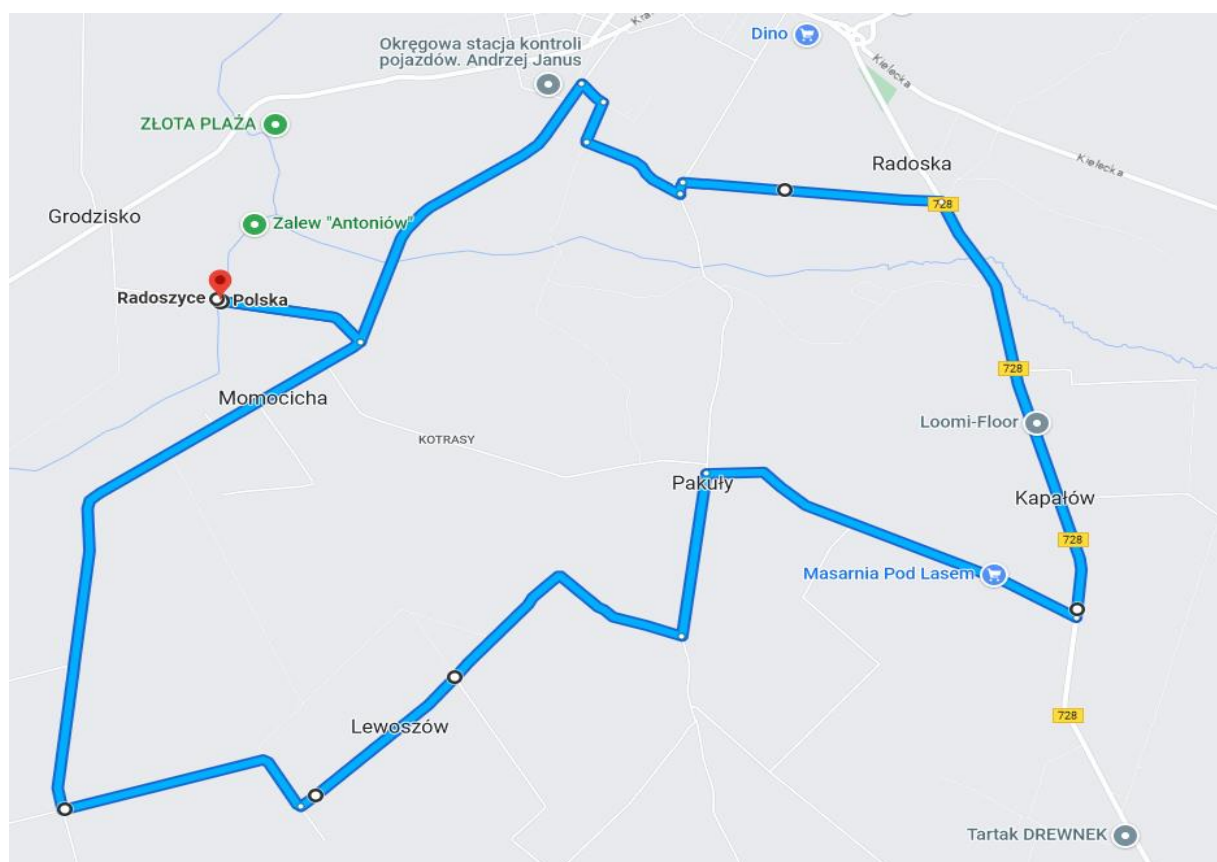 Kra
Dino
Okręgowa stacja kontroli
pojazdów. Andrzej Janus
Kielecka
ZŁOTA PLAŻA
Radoska
Kielecka
728
Grodzisko
Zalew "Antoniów"
Radoszyce
Polska
728
Momocicha
Loomi-Floor
KOTRASY
Pakuły
Kapałów
728
Masarnia Pod Lasem
728
Lewoszów
Tartak DREWNEK